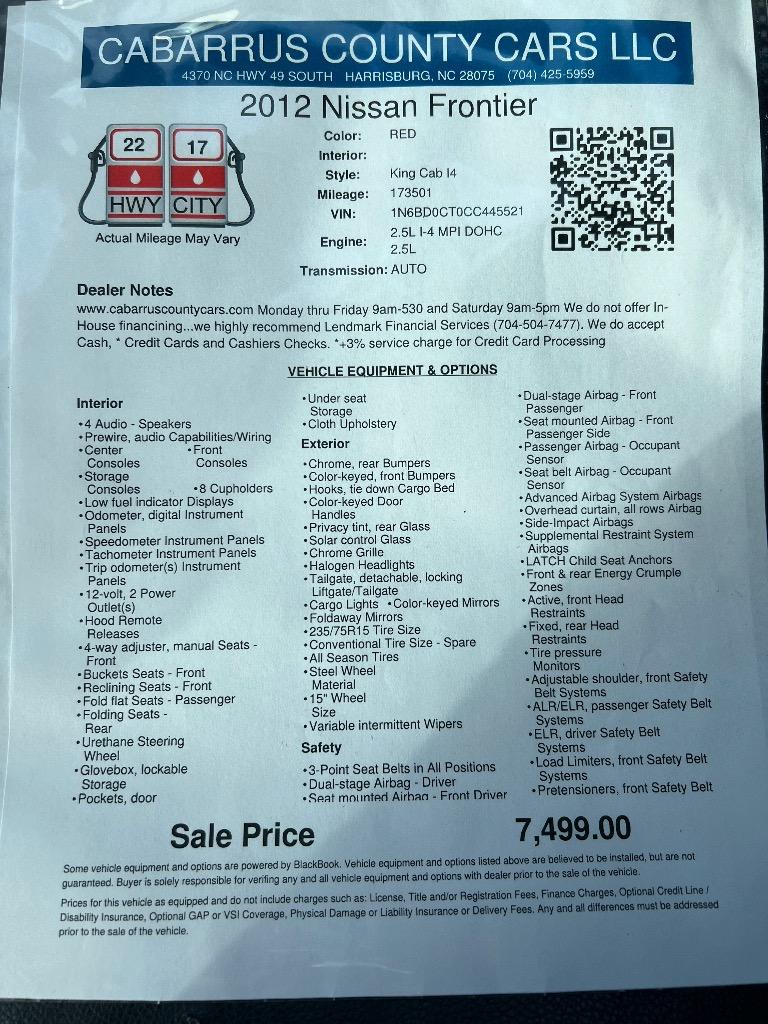 CABARRUS COUNTY CARS LLC
4370 NC HWY 49 SOUTH HARRISBURG, NC 28075 (704) 425-5959
2012 Nissan Frontier
22 17
HWY CITY
Actual Mileage May Vary
Color: RED
Interior:
Style: King Cab I4
Mileage: 173501
VIN: 1N6BD0CT0CC445521
Engine: 2.5L I-4 MPI DOHC
2.5L
Transmission: AUTO
Dealer Notes
www.cabarruscountycars.com Monday thru Friday 9am-530 and Saturday 9am-5pm We do not offer In-
House financining...we highly recommend Lendmark Financial Services (704-504-7477). We do accept
Cash, * Credit Cards and Cashiers Checks. *+3% service charge for Credit Card Processing
VEHICLE EQUIPMENT & OPTIONS
Interior
•4 Audio - Speakers
•Prewire, audio Capabilities/Wiring
•Center •Front
Consoles Consoles
•Storage
Consoles •8 Cupholders
•Low fuel indicator Displays
•Odometer, digital Instrument
Panels
•Speedometer Instrument Panels
•Tachometer Instrument Panels
•Trip odometer(s) Instrument
Panels
•12-volt, 2 Power
Outlet(s)
•Hood Remote
Releases
•4-way adjuster, manual Seats -
Front
•Buckets Seats - Front
•Reclining Seats - Front
•Fold flat Seats - Passenger
•Folding Seats -
Rear
•Urethane Steering
Wheel
•Glovebox, lockable
Storage
•Pockets, door
•Under seat
Storage
•Cloth Upholstery
Exterior
•Chrome, rear Bumpers
•Color-keyed, front Bumpers
•Hooks, tie down Cargo Bed
•Color-keyed Door
Handles
•Privacy tint, rear Glass
•Solar control Glass
•Chrome Grille
•Halogen Headlights
•Tailgate, detachable, locking
Liftgate/Tailgate
•Cargo Lights •Color-keyed Mirrors
•Foldaway Mirrors
•235/75R15 Tire Size
•Conventional Tire Size - Spare
•All Season Tires
•Steel Wheel
Material
•15" Wheel
Size
•Variable intermittent Wipers
Safety
•3-Point Seat Belts in All Positions
•Dual-stage Airbag - Driver
•Seat mounted Airbag - Front Driver
•Dual-stage Airbag - Front
Passenger
•Seat mounted Airbag - Front
Passenger Side
•Passenger Airbag - Occupant
Sensor
•Seat belt Airbag - Occupant
Sensor
•Advanced Airbag System Airbags
•Overhead curtain, all rows Airbag
•Side-Impact Airbags
•Supplemental Restraint System
Airbags
•LATCH Child Seat Anchors
•Front & rear Energy Crumple
Zones
•Active, front Head
Restraints
•Fixed, rear Head
Restraints
•Tire pressure
Monitors
•Adjustable shoulder, front Safety
Belt Systems
•ALR/ELR, passenger Safety Belt
Systems
•ELR, driver Safety Belt
Systems
•Load Limiters, front Safety Belt
Systems
•Pretensioners, front Safety Belt
Sale Price 7,499.00
Some vehicle equipment and options are powered by BlackBook. Vehicle equipment and options listed above are believed to be installed, but are not
guaranteed. Buyer is solely responsible for verifing any and all vehicle equipment and options with dealer prior to the sale of the vehicle.
Prices for this vehicle as equipped and do not include charges such as: License, Title and/or Registration Fees, Finance Charges, Optional Credit Line /
Disability Insurance, Optional GAP or VSI Coverage, Physical Damage or Liability Insurance or Delivery Fees. Any and all differences must be addressed
prior to the sale of the vehicle.